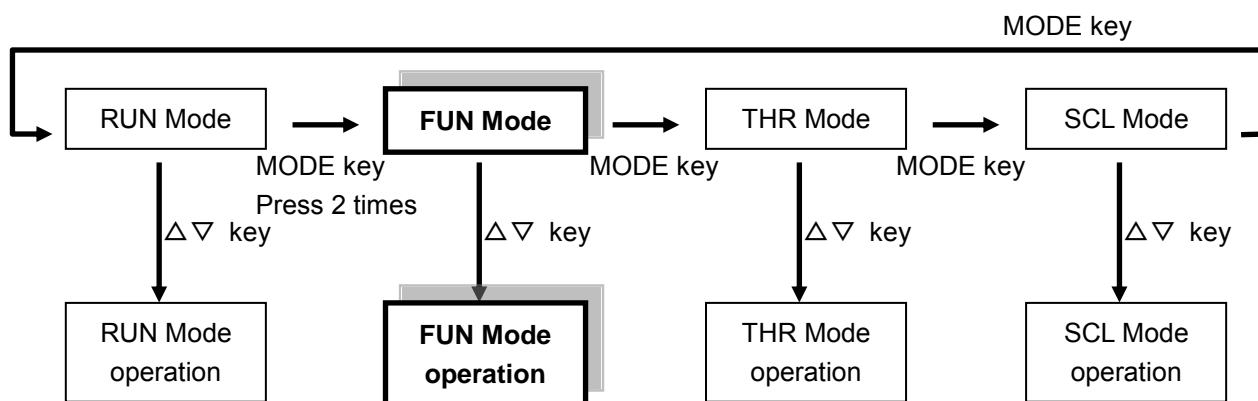 MODE key
RUN Mode
FUN Mode
THR Mode
SCL Mode
MODE key
Press 2 times
MODE key
MODE key
△▽ key
△▽ key
△▽ key
△▽ key
RUN Mode
operation
FUN Mode
operation
THR Mode
operation
SCL Mode
operation